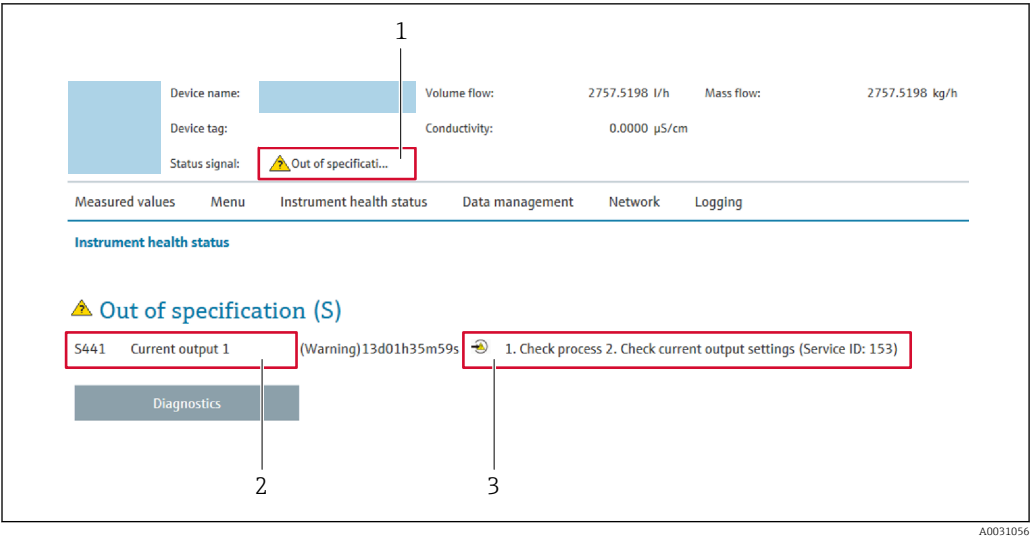 1
Device name: Volume flow: 2757.5198 l/h Mass flow: 2757.5198 kg/h
Device tag: Conductivity: 0.0000 µS/cm
Status signal: Out of specificati...
Measured values Menu Instrument health status Data management Network Logging
Instrument health status
Out of specification (S)
S441 Current output 1 (Warning)13d01h35m59s 1. Check process 2. Check current output settings (Service ID: 153)
Diagnostics
2 3
A0031056